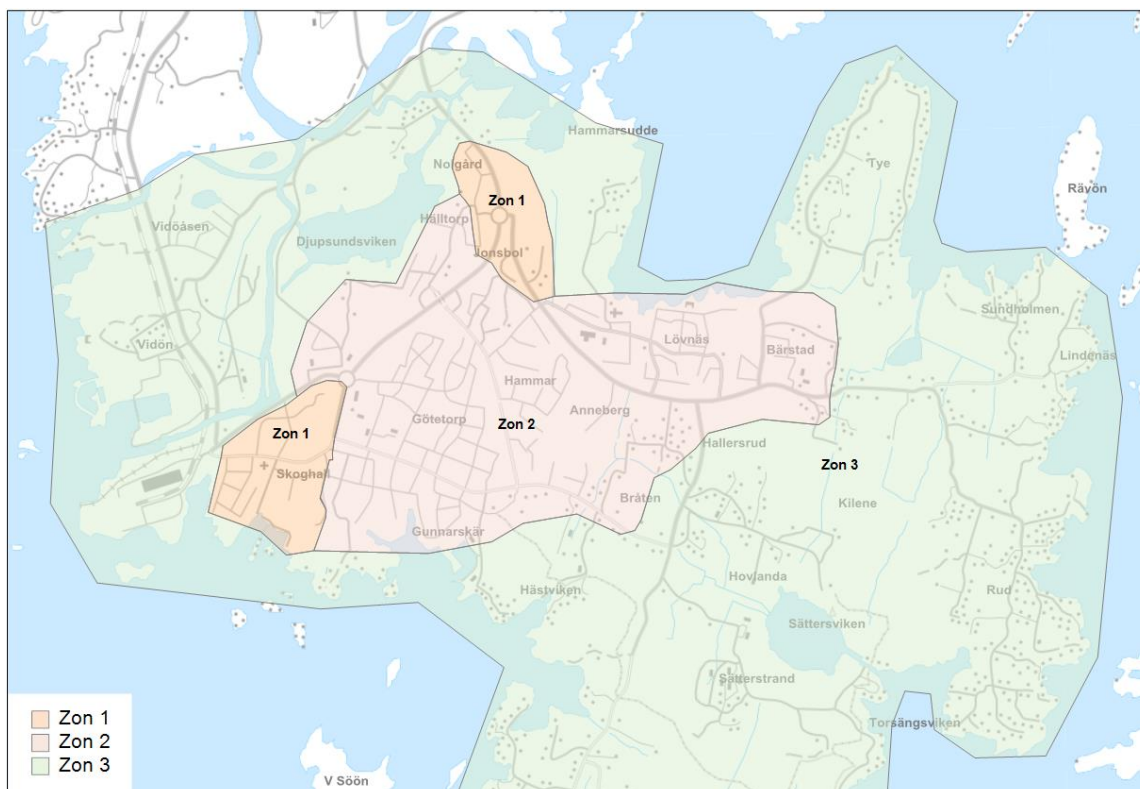 Hammarsudde
Nolgård
Tye
Zon 1
Rävön
Hälltorp
Vidöåsen
Djupsundsviken
Jonsbol
Sundholmen
Lövnäs
Vidön
Bärstad
Lindenäs
Hammar
Götetorp
Anneberg
Zon 2
Zon 1
Hallersrud
Zon 3
Skoghall
Bråten
Kilene
Gunnarskär
Hästviken
Hovlanda
Rud
Sättersviken
Sätterstrand
Torsängsviken
V Söön
Zon 1
Zon 2
Zon 3